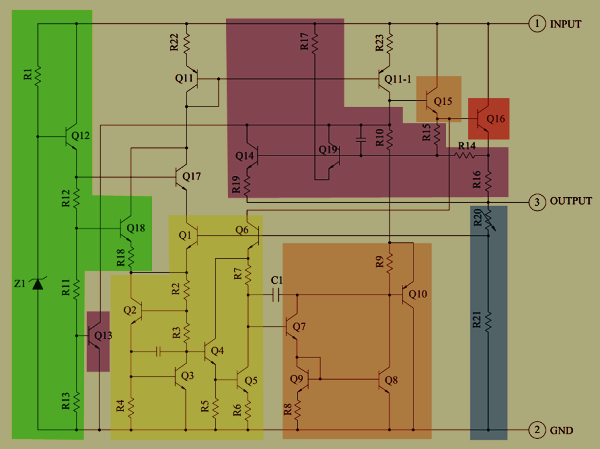 R22 R17 R23 1 INPUT
R1 Q11 Q11-1
Q15
Q12 R10 R15 Q16
Q14 Q19 R14
Q17 R19 R16
R12 3 OUTPUT
Q18 Q1 Q6 R20
R18 R7 R9
Z1 R11 R2 C1 Q10
Q2 R21
Q13 R3 Q7
Q4
Q3 Q5 Q9 Q8
R13 R4 R5 R6 R8
2 GND